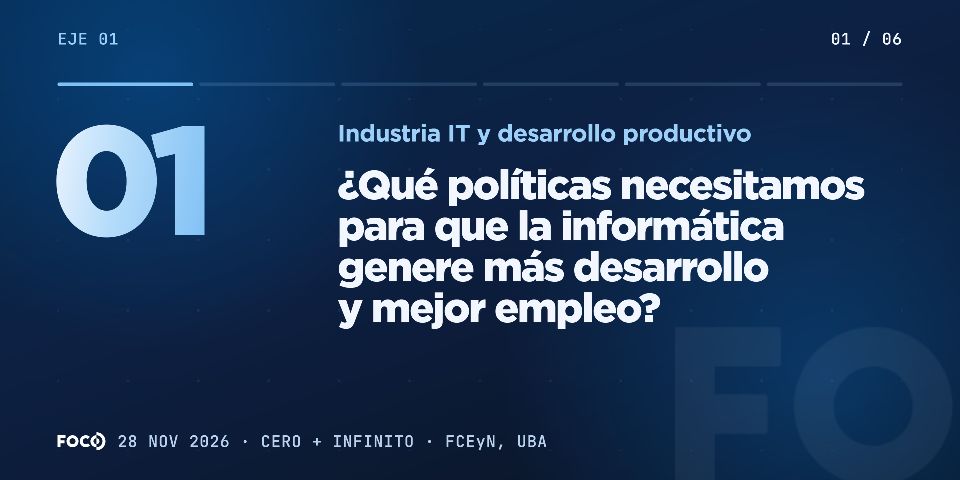 EJE 01
01 / 06
01
Industria IT y desarrollo productivo
¿Qué políticas necesitamos
para que la informática
genere más desarrollo
y mejor empleo?
FO
FOCO 28 NOV 2026 · CERO + INFINITO · FCEyN, UBA